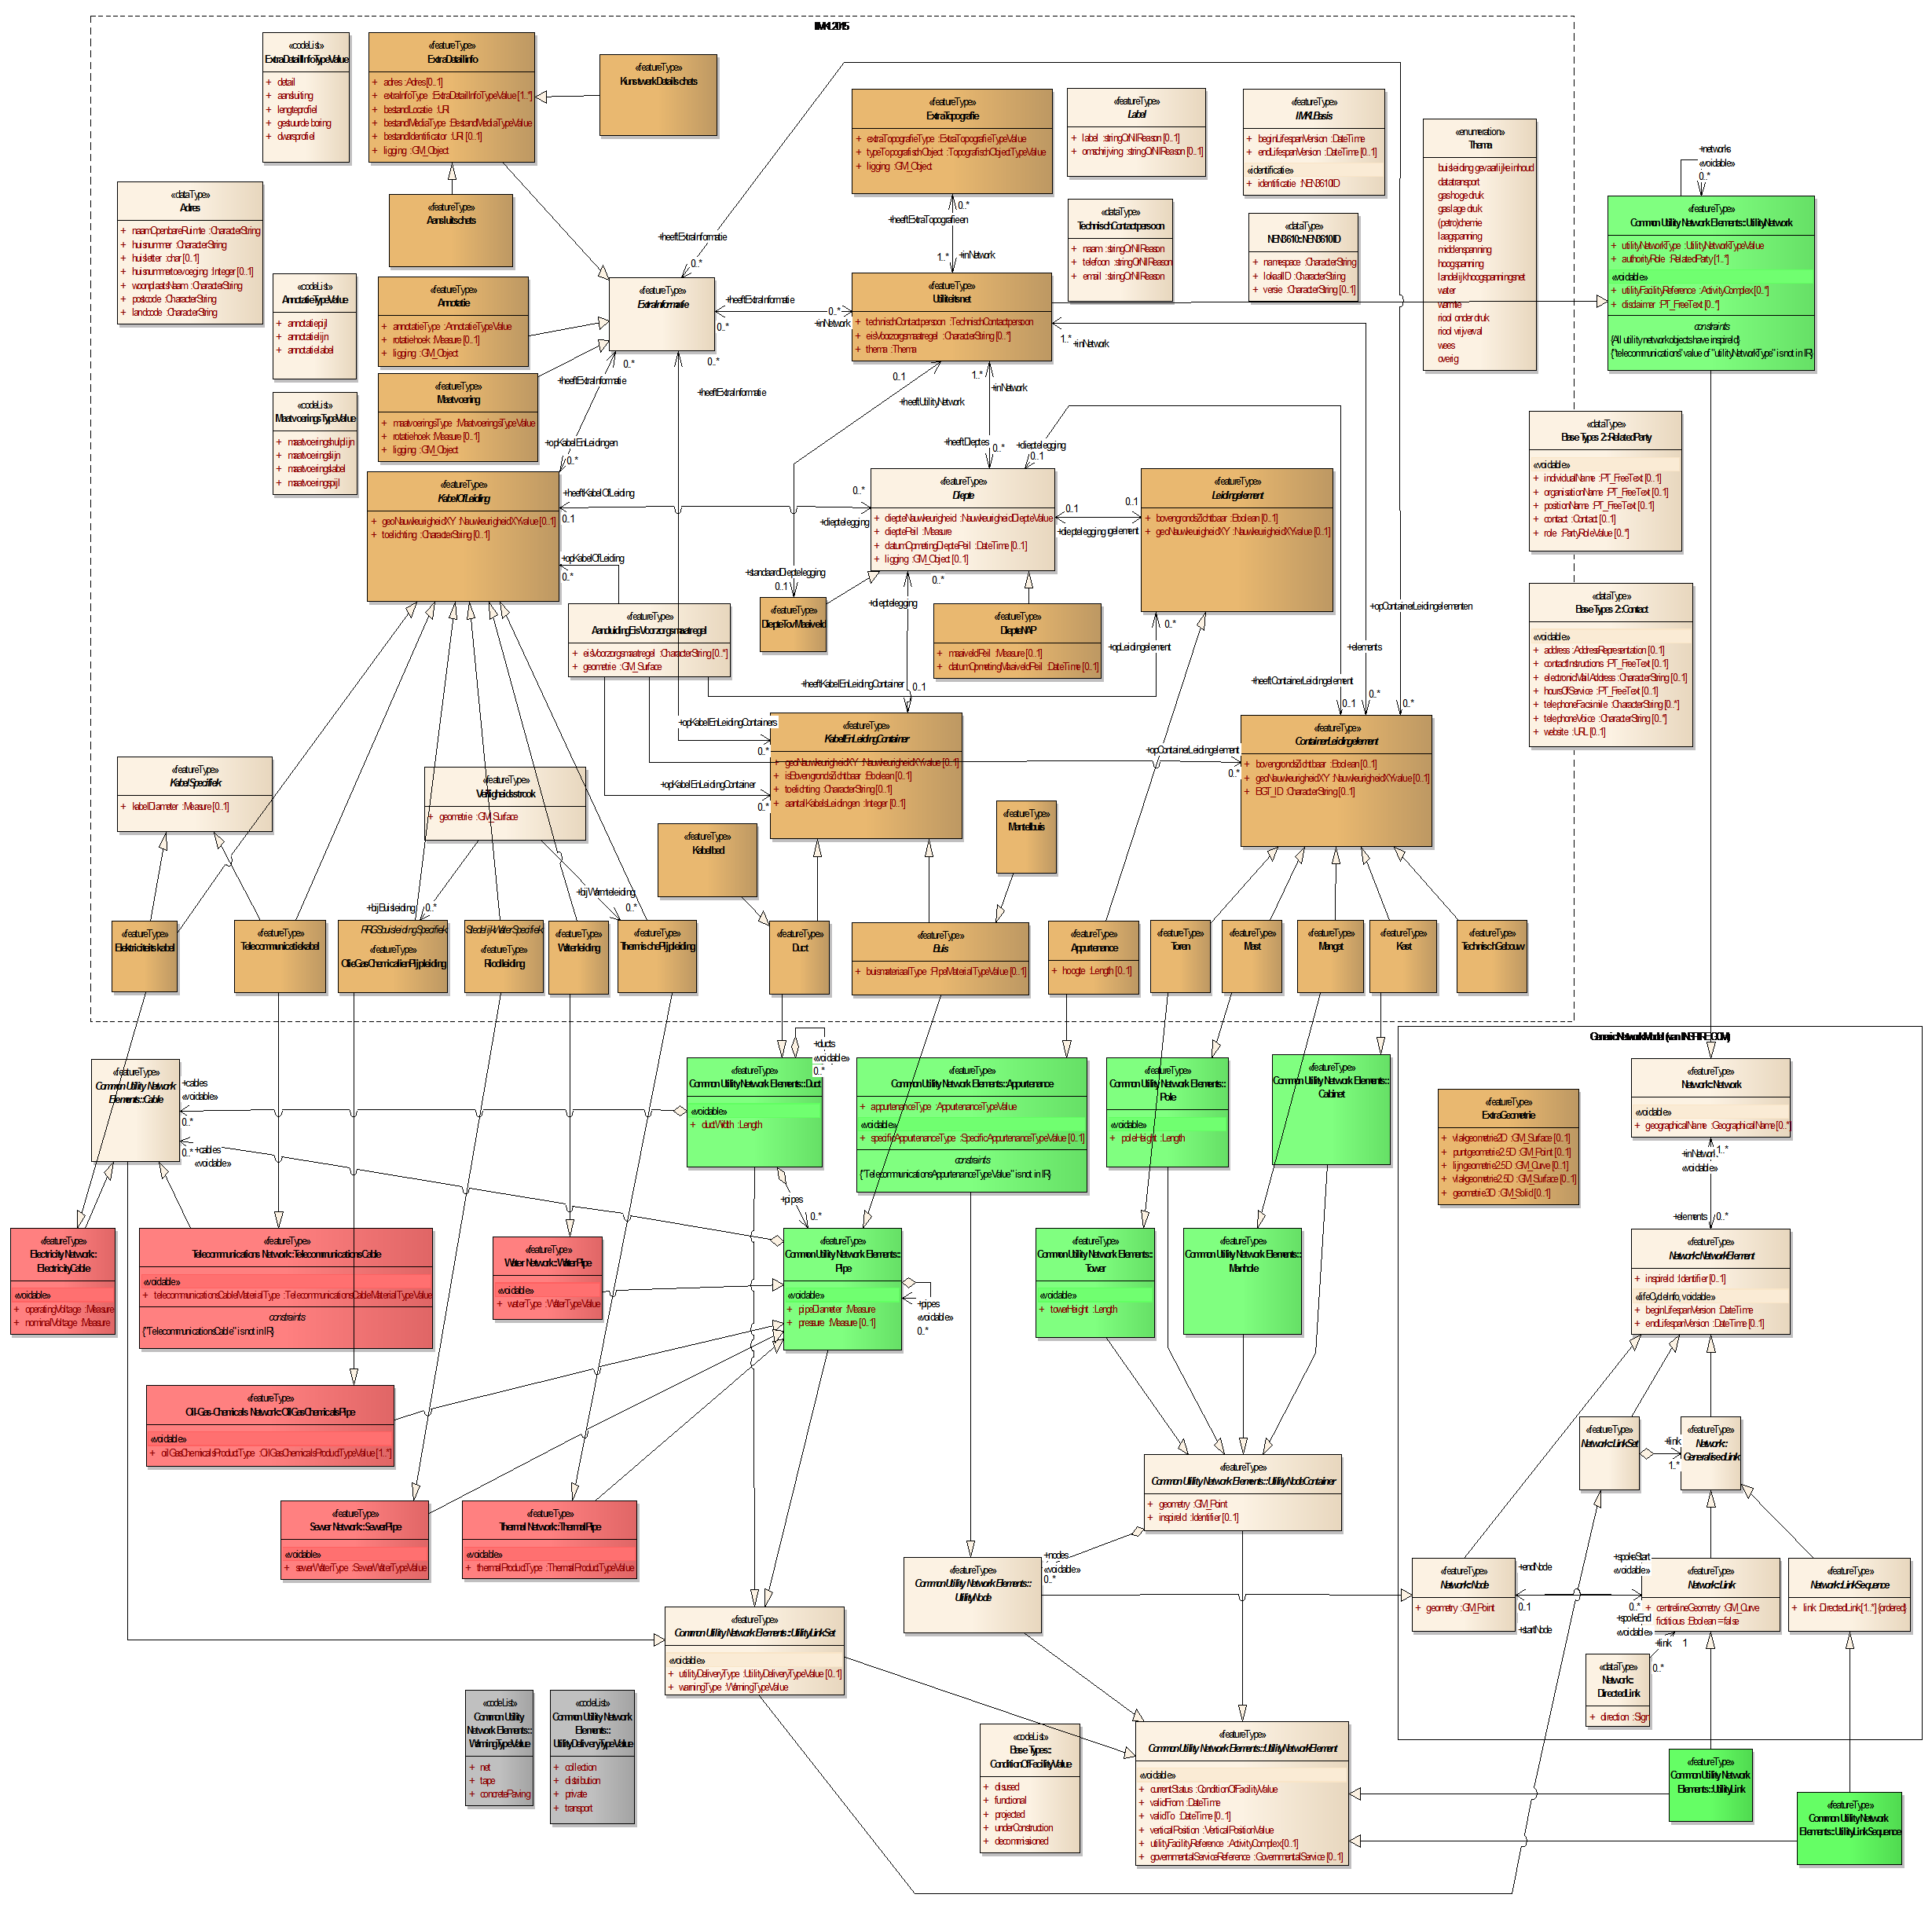 IMKL2015
«codeList»
ExtraDetailInfoTypeValue
+ detail
+ aansluiting
+ lengteprofiel
+ gestuurde boring
+ dwarsprofiel
«featureType»
ExtraDetailinfo
+ adres :Adres [0..1]
+ extraInfoType :ExtraDetailInfoTypeValue [1..*]
+ bestandLocatie :URI
+ bestandMediaType :BestandMediaTypeValue
+ bestandIdentificator :URI [0..1]
+ ligging :GM_Object
«featureType»
KunstwerkDetailschets
«featureType»
ExtraTopografie
+ extraTopografieType :ExtraTopografieTypeValue
+ typeTopografischObject :TopografischObjectTypeValue
+ ligging :GM_Object
«featureType»
Label
+ label :stringOrNilReason [0..1]
+ omschrijving :stringOrNilReason [0..1]
«featureType»
IMKLBasis
+ beginLifespanVersion :DateTime
+ endLifespanVersion :DateTime [0..1]
«identificatie»
+ identificatie :NEN3610ID
«enumeration»
Thema
buisleiding gevaarlijke inhoud
datatransport
gas hoge druk
gas lage druk
(petro)chemie
laagspanning
middenspanning
hoogspanning
landelijk hoogspanningsnet
water
warmte
riool onder druk
riool vrijverval
wees
overig
+networks
«voidable»
0..*
«featureType»
Common Utility Network Elements::UtilityNetwork
+ utilityNetworkType :UtilityNetworkTypeValue
+ authorityRole :RelatedParty [1..*]
«voidable»
+ utilityFacilityReference :ActivityComplex [0..*]
+ disclaimer :PT_FreeText [0..*]
constraints
{All utility network objects have inspireId}
{"telecommunications" value of "utilityNetworkType" is not in IR}
«dataType»
Adres
+ naamOpenbareRuimte :CharacterString
+ huisnummer :CharacterString
+ huisletter :char [0..1]
+ huisnummertoevoeging :Integer [0..1]
+ woonplaatsNaam :CharacterString
+ postcode :CharacterString
+ landcode :CharacterString
«featureType»
Aansluitschets
«dataType»
TechnischContactpersoon
+ naam :stringOrNilReason
+ telefoon :stringOrNilReason
+ email :stringOrNilReason
«dataType»
NEN3610::NEN3610ID
+ namespace :CharacterString
+ lokaalID :CharacterString
+ versie :CharacterString [0..1]
+heeftExtraInformatie
0..*
0..*
+heeftExtraTopografieen
1..*
+inNetwork
«codeList»
AnnotatieTypeValue
+ annotatiepijl
+ annotatielijn
+ annotatielabel
«featureType»
Annotatie
+ annotatieType :AnnotatieTypeValue
+ rotatiehoek :Measure [0..1]
+ ligging :GM_Object
«featureType»
ExtraInformatie
+heeftExtraInformatie
0..*
0..*
+inNetwork
«featureType»
Utiliteitsnet
+ technischContactpersoon :TechnischContactpersoon
+ eisVoorzorgsmaatregel :CharacterString [0..*]
+ thema :Thema
1..*
+inNetwork
«codeList»
MaatvoeringsTypeValue
+ maatvoeringshulplijn
+ maatvoeringslijn
+ maatvoeringslabel
+ maatvoeringspijl
«featureType»
Maatvoering
+ maatvoeringsType :MaatvoeringsTypeValue
+ rotatiehoek :Measure [0..1]
+ ligging :GM_Object
0..*
+heeftExtraInformatie
0..*
+heeftExtraInformatie
+opKabelEnLeidingen
0..*
0..1
+heeftUtilityNetwork
1..*
+inNetwork
+heeftDieptes
0..*
+dieptelegging
0..1
«featureType»
KabelOfLeiding
+ geoNauwkeurigheidXY :NauwkeurigheidXYvalue [0..1]
+ toelichting :CharacterString [0..1]
+heeftKabelOfLeiding
0..1
0..*
+dieptelegging
«featureType»
Diepte
+ diepteNauwkeurigheid :NauwkeurigheidDiepteValue
+ dieptePeil :Measure
+ datumOpmetingDieptePeil :DateTime [0..1]
+ ligging :GM_Object [0..1]
0..1
0..1
+dieptelegging
«featureType»
Leidingelement
+ bovengrondsZichtbaar :Boolean [0..1]
+ geoNauwkeurigheidXY :NauwkeurigheidXYvalue [0..1]
«dataType»
Base Types 2::RelatedParty
«voidable»
+ individualName :PT_FreeText [0..1]
+ organisationName :PT_FreeText [0..1]
+ positionName :PT_FreeText [0..1]
+ contact :Contact [0..1]
+ role :PartyRoleValue [0..*]
+opKabelOfLeiding
0..*
+standaardDieptelegging
0..1
«featureType»
DiepteTovMaaiveld
0..*
+dieptelegging
«featureType»
DiepteNAP
+ maaiveldPeil :Measure [0..1]
+ datumOpmetingMaaiveldPeil :DateTime [0..1]
0..*
+opLeidingelement
+opContainerLeidingelementen
«dataType»
Base Types 2::Contact
«voidable»
+ address :AddressRepresentation [0..1]
+ contactInstructions :PT_FreeText [0..1]
+ electronicMailAddress :CharacterString [0..1]
+ hoursOfService :PT_FreeText [0..1]
+ telephoneFacsimile :CharacterString [0..*]
+ telephoneVoice :CharacterString [0..*]
+ website :URL [0..1]
«featureType»
AanduidingEisVoorzorgsmaatregel
+ eisVoorzorgsmaatregel :CharacterString [0..*]
+ geometrie :GM_Surface
+heeftKabelEnLeidingContainer
0..1
+elements
+heeftContainerLeidingelement
0..1
0..*
0..*
+opKabelEnLeidingContainers
0..*
«featureType»
KabelEnLeidingContainer
+ geoNauwkeurigheidXY :NauwkeurigheidXYvalue [0..1]
+ isBovengrondsZichtbaar :Boolean [0..1]
+ toelichting :CharacterString [0..1]
+ aantalKabelsLeidingen :Integer [0..1]
+opKabelEnLeidingContainer
0..*
+opContainerLeidingelement
0..*
«featureType»
ContainerLeidingelement
+ bovengrondsZichtbaar :Boolean [0..1]
+ geoNauwkeurigheidXY :NauwkeurigheidXYvalue [0..1]
+ BGT_ID :CharacterString [0..1]
«featureType»
KabelSpecifiek
+ kabelDiameter :Measure [0..1]
«featureType»
Veiligheidsstrook
+ geometrie :GM_Surface
«featureType»
Kabelbed
«featureType»
Mantelbuis
+bijBuisleiding
0..*
+bijWarmteleiding
0..*
«featureType»
Elektriciteitskabel
«featureType»
Telecommunicatiekabel
«featureType»
OlieGasChemicalienPijpleiding
StedelijkWaterSpecifiek
«featureType»
Rioolleiding
«featureType»
Waterleiding
«featureType»
ThermischePijpleiding
«featureType»
Duct
«featureType»
Buis
+ buismateriaalType :PipeMaterialTypeValue [0..1]
«featureType»
Appurtenance
+ hoogte :Length [0..1]
«featureType»
Toren
«featureType»
Mast
«featureType»
Mangat
«featureType»
Kast
«featureType»
TechnischGebouw
GenericNetworkModel (van INSPIRE GCM)
«featureType»
Common Utility Network
Elements::Cable
+cables
«voidable»
0..*
0..*
+cables
«voidable»
+ducts
«voidable»
0..*
«featureType»
Common Utility Network Elements::Duct
«voidable»
+ ductWidth :Length
+pipes
0..*
«featureType»
Common Utility Network Elements::Appurtenance
+ appurtenanceType :AppurtenanceTypeValue
«voidable»
+ specificAppurtenanceType :SpecificAppurtenanceTypeValue [0..1]
constraints
{"TelecommunicationsAppurtenanceTypeValue" is not in IR}
«featureType»
Common Utility Network Elements::
Pole
«voidable»
+ poleHeight :Length
«featureType»
Common Utility Network Elements::
Cabinet
«featureType»
ExtraGeometrie
+ vlakgeometrie2D :GM_Surface [0..1]
+ puntgeometrie2.5D :GM_Point [0..1]
+ lijngeometrie2.5D :GM_Curve [0..1]
+ vlakgeometrie2.5D :GM_Surface [0..1]
+ geometrie3D :GM_Solid [0..1]
«featureType»
Network::Network
«voidable»
+ geographicalName :GeographicalName [0..*]
1..*
+inNetwork
«voidable»
+elements
0..*
«featureType»
Network::NetworkElement
+ inspireId :Identifier [0..1]
«lifeCycleInfo, voidable»
+ beginLifespanVersion :DateTime
+ endLifespanVersion :DateTime [0..1]
«featureType»
Electricity Network::
ElectricityCable
«voidable»
+ operatingVoltage :Measure
+ nominalVoltage :Measure
«featureType»
Telecommunications Network::TelecommunicationsCable
«voidable»
+ telecommunicationsCableMaterialType :TelecommunicationsCableMaterialTypeValue
constraints
{"TelecommunicationsCable" is not in IR}
«featureType»
Water Network::WaterPipe
«voidable»
+ waterType :WaterTypeValue
«featureType»
Common Utility Network Elements::
Pipe
«voidable»
+ pipeDiameter :Measure
+ pressure :Measure [0..1]
+pipes
«voidable»
0..*
«featureType»
Common Utility Network Elements::
Tower
«voidable»
+ towerHeight :Length
«featureType»
Common Utility Network Elements::
Manhole
«featureType»
Oil-Gas-Chemicals Network::OilGasChemicalsPipe
«voidable»
+ oilGasChemicalsProductType :OilGasChemicalsProductTypeValue [1..*]
«featureType»
Network::LinkSet
+link
1..*
«featureType»
Network::
GeneralisedLink
«featureType»
Common Utility Network Elements::UtilityNodeContainer
+ geometry :GM_Point
+ inspireId :Identifier [0..1]
«featureType»
Sewer Network::SewerPipe
«voidable»
+ sewerWaterType :SewerWaterTypeValue
«featureType»
Thermal Network::ThermalPipe
«voidable»
+ thermalProductType :ThermalProductTypeValue
«featureType»
Common Utility Network Elements::
UtilityNode
+nodes
«voidable»
0..*
«featureType»
Network::Node
+ geometry :GM_Point
+endNode
0..1
+startNode
+spokeStart
«voidable»
0..*
+spokeEnd
«voidable»
«featureType»
Network::Link
+ centrelineGeometry :GM_Curve
fictitious :Boolean = false
«featureType»
Network::LinkSequence
+ link :DirectedLink [1..*] {ordered}
+link
1
0..*
«dataType»
Network::
DirectedLink
+ direction :Sign
«featureType»
Common Utility Network Elements::UtilityLinkSet
«voidable»
+ utilityDeliveryType :UtilityDeliveryTypeValue [0..1]
+ warningType :WarningTypeValue
«codeList»
Common Utility
Network Elements::
WarningTypeValue
+ net
+ tape
+ concretePaving
«codeList»
Common Utility Network
Elements::
UtilityDeliveryTypeValue
+ collection
+ distribution
+ private
+ transport
«codeList»
Base Types::
ConditionOfFacilityValue
+ disused
+ functional
+ projected
+ underConstruction
+ decommissioned
«featureType»
Common Utility Network Elements::UtilityNetworkElement
«voidable»
+ currentStatus :ConditionOfFacilityValue
+ validFrom :DateTime
+ validTo :DateTime [0..1]
+ verticalPosition :VerticalPositionValue
+ utilityFacilityReference :ActivityComplex [0..1]
+ governmentalServiceReference :GovernmentalService [0..1]
«featureType»
Common Utility Network
Elements::UtilityLink
«featureType»
Common Utility Network
Elements::UtilityLinkSequence